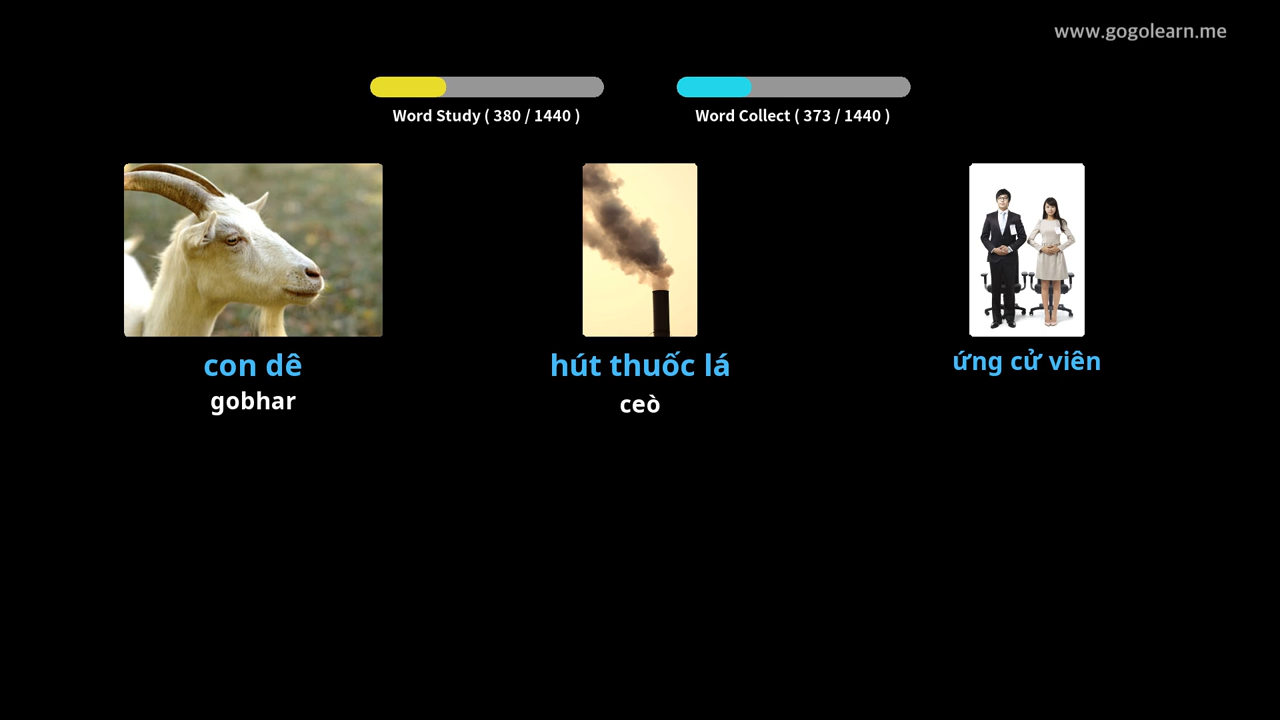 www.gogolearn.me
Word Study ( 380 / 1440 )
Word Collect ( 373 / 1440 )
con dê
gobhar
hút thuốc lá
ceò
ứng cử viên